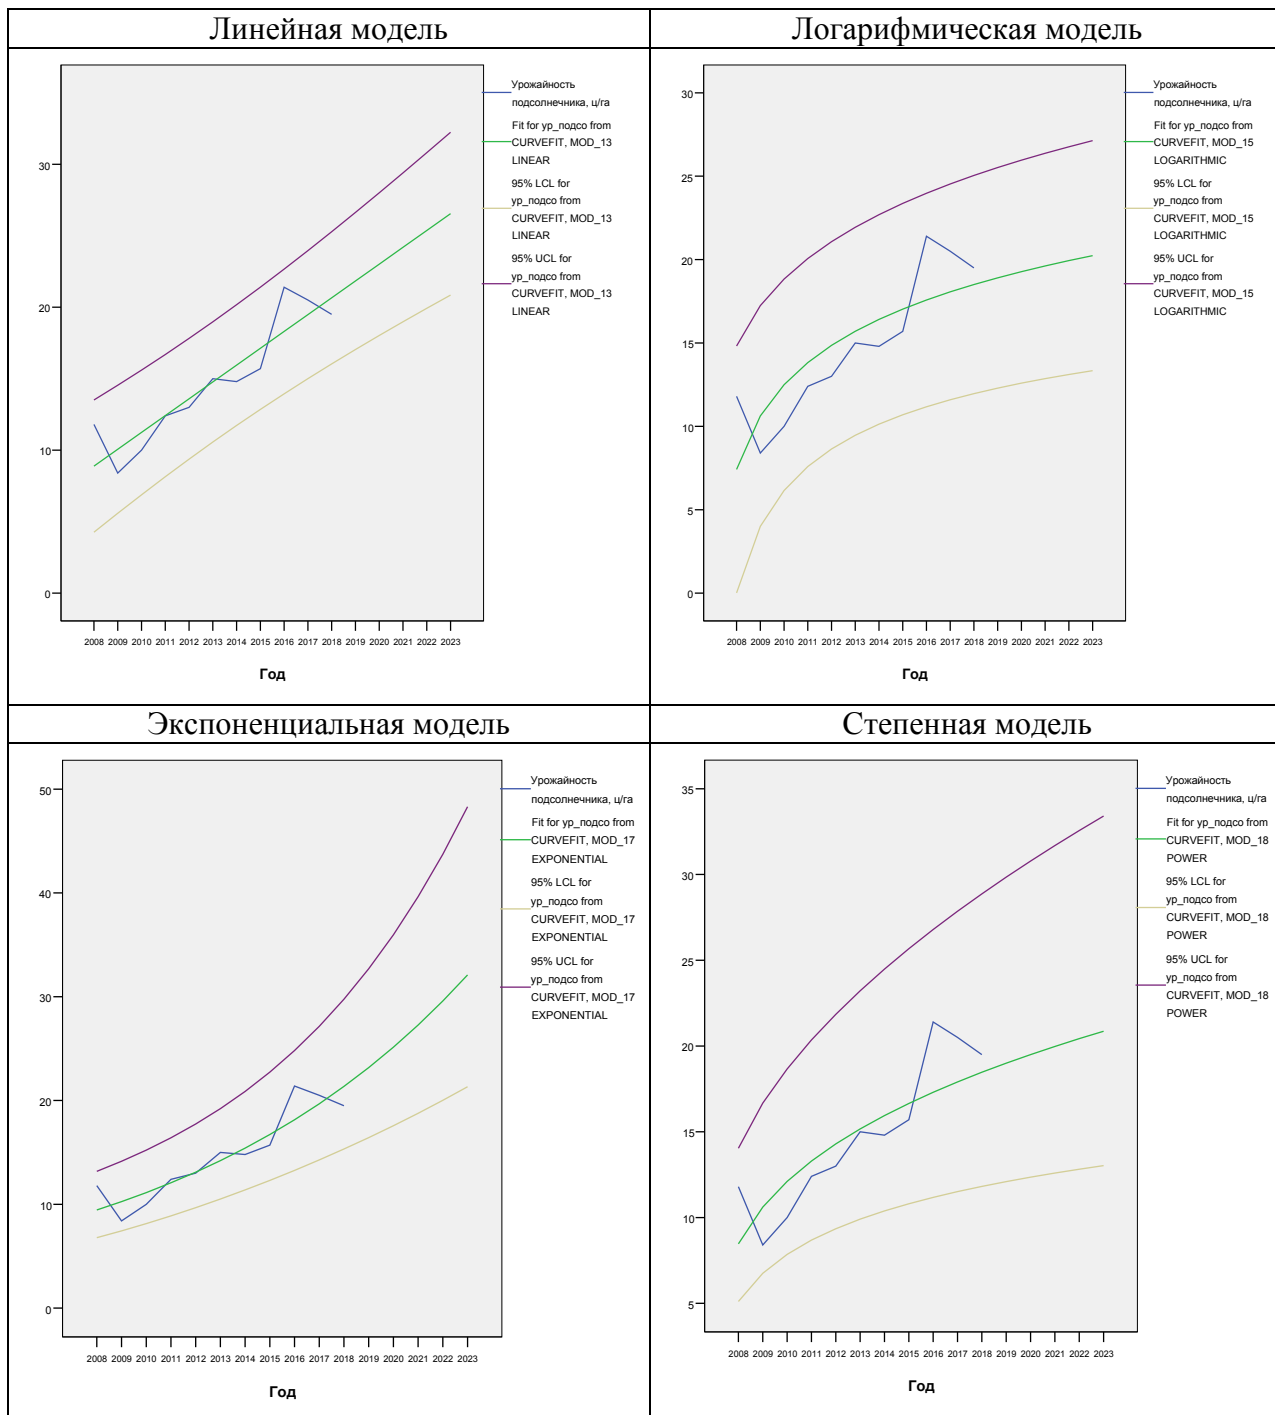 Линейная модель
Логарифмическая модель
30
20
10
0
2008 2009 2010 2011 2012 2013 2014 2015 2016 2017 2018 2019 2020 2021 2022 2023
Год
Урожайность
подсолнечника, ц/га
Fit for ур_подсо from
CURVEFIT, MOD_13
LINEAR
95% LCL for
ур_подсо from
CURVEFIT, MOD_13
LINEAR
95% UCL for
ур_подсо from
CURVEFIT, MOD_13
LINEAR
30
25
20
15
10
5
0
2008 2009 2010 2011 2012 2013 2014 2015 2016 2017 2018 2019 2020 2021 2022 2023
Год
Урожайность
подсолнечника, ц/га
Fit for ур_подсо from
CURVEFIT, MOD_15
LOGARITHMIC
95% LCL for
ур_подсо from
CURVEFIT, MOD_15
LOGARITHMIC
95% UCL for
ур_подсо from
CURVEFIT, MOD_15
LOGARITHMIC
Экспоненциальная модель
Степенная модель
50
40
30
20
10
0
2008 2009 2010 2011 2012 2013 2014 2015 2016 2017 2018 2019 2020 2021 2022 2023
Год
Урожайность
подсолнечника, ц/га
Fit for ур_подсо from
CURVEFIT, MOD_17
EXPONENTIAL
95% LCL for
ур_подсо from
CURVEFIT, MOD_17
EXPONENTIAL
95% UCL for
ур_подсо from
CURVEFIT, MOD_17
EXPONENTIAL
35
30
25
20
15
10
5
2008 2009 2010 2011 2012 2013 2014 2015 2016 2017 2018 2019 2020 2021 2022 2023
Год
Урожайность
подсолнечника, ц/га
Fit for ур_подсо from
CURVEFIT, MOD_18
POWER
95% LCL for
ур_подсо from
CURVEFIT, MOD_18
POWER
95% UCL for
ур_подсо from
CURVEFIT, MOD_18
POWER